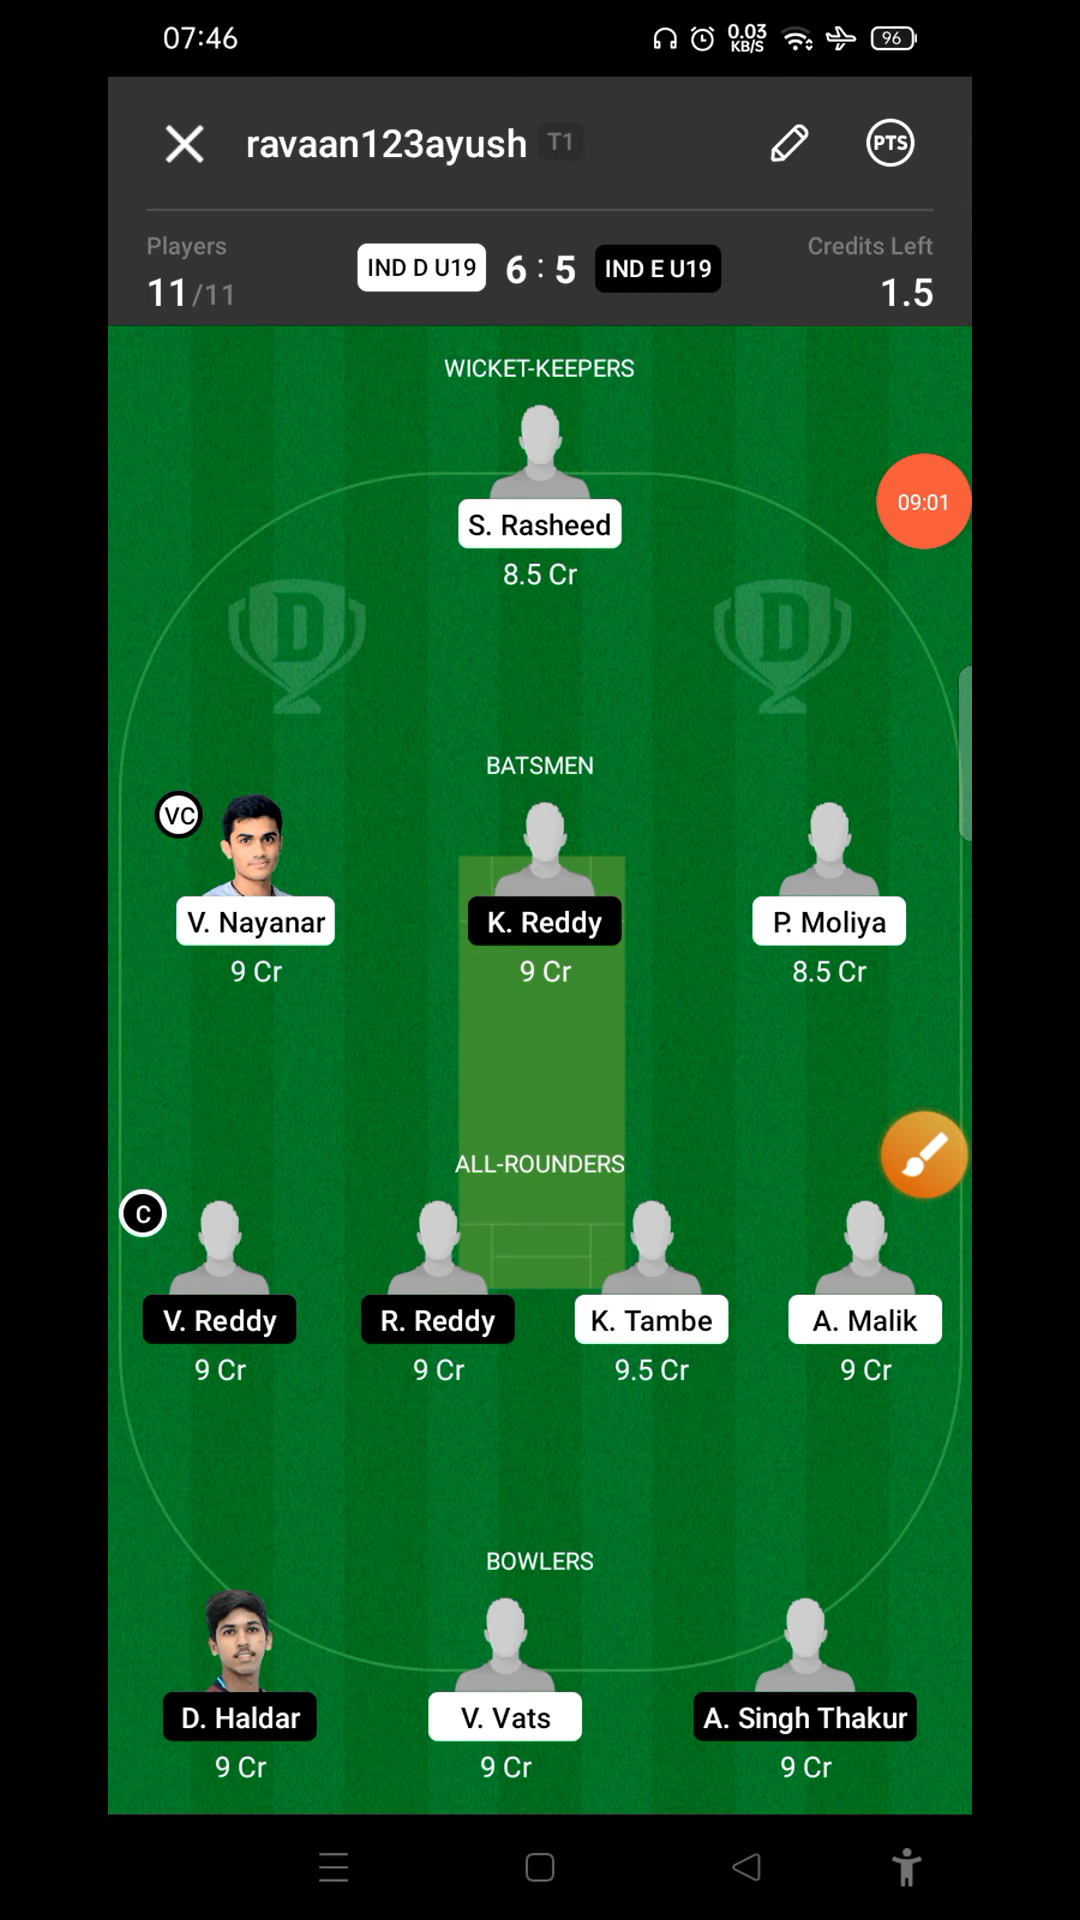 07:46
0.03 KB/S
96
ravaan123ayush T1
PTS
Players
Credits Left
11/11
IND D U19 6 : 5 IND E U19
1.5
WICKET-KEEPERS
S. Rasheed
8.5 Cr
09:01
D D
BATSMEN
VC
V. Nayanar K. Reddy P. Moliya
9 Cr 9 Cr 8.5 Cr
ALL-ROUNDERS
C
V. Reddy R. Reddy K. Tambe A. Malik
9 Cr 9 Cr 9.5 Cr 9 Cr
BOWLERS
D. Haldar V. Vats A. Singh Thakur
9 Cr 9 Cr 9 Cr